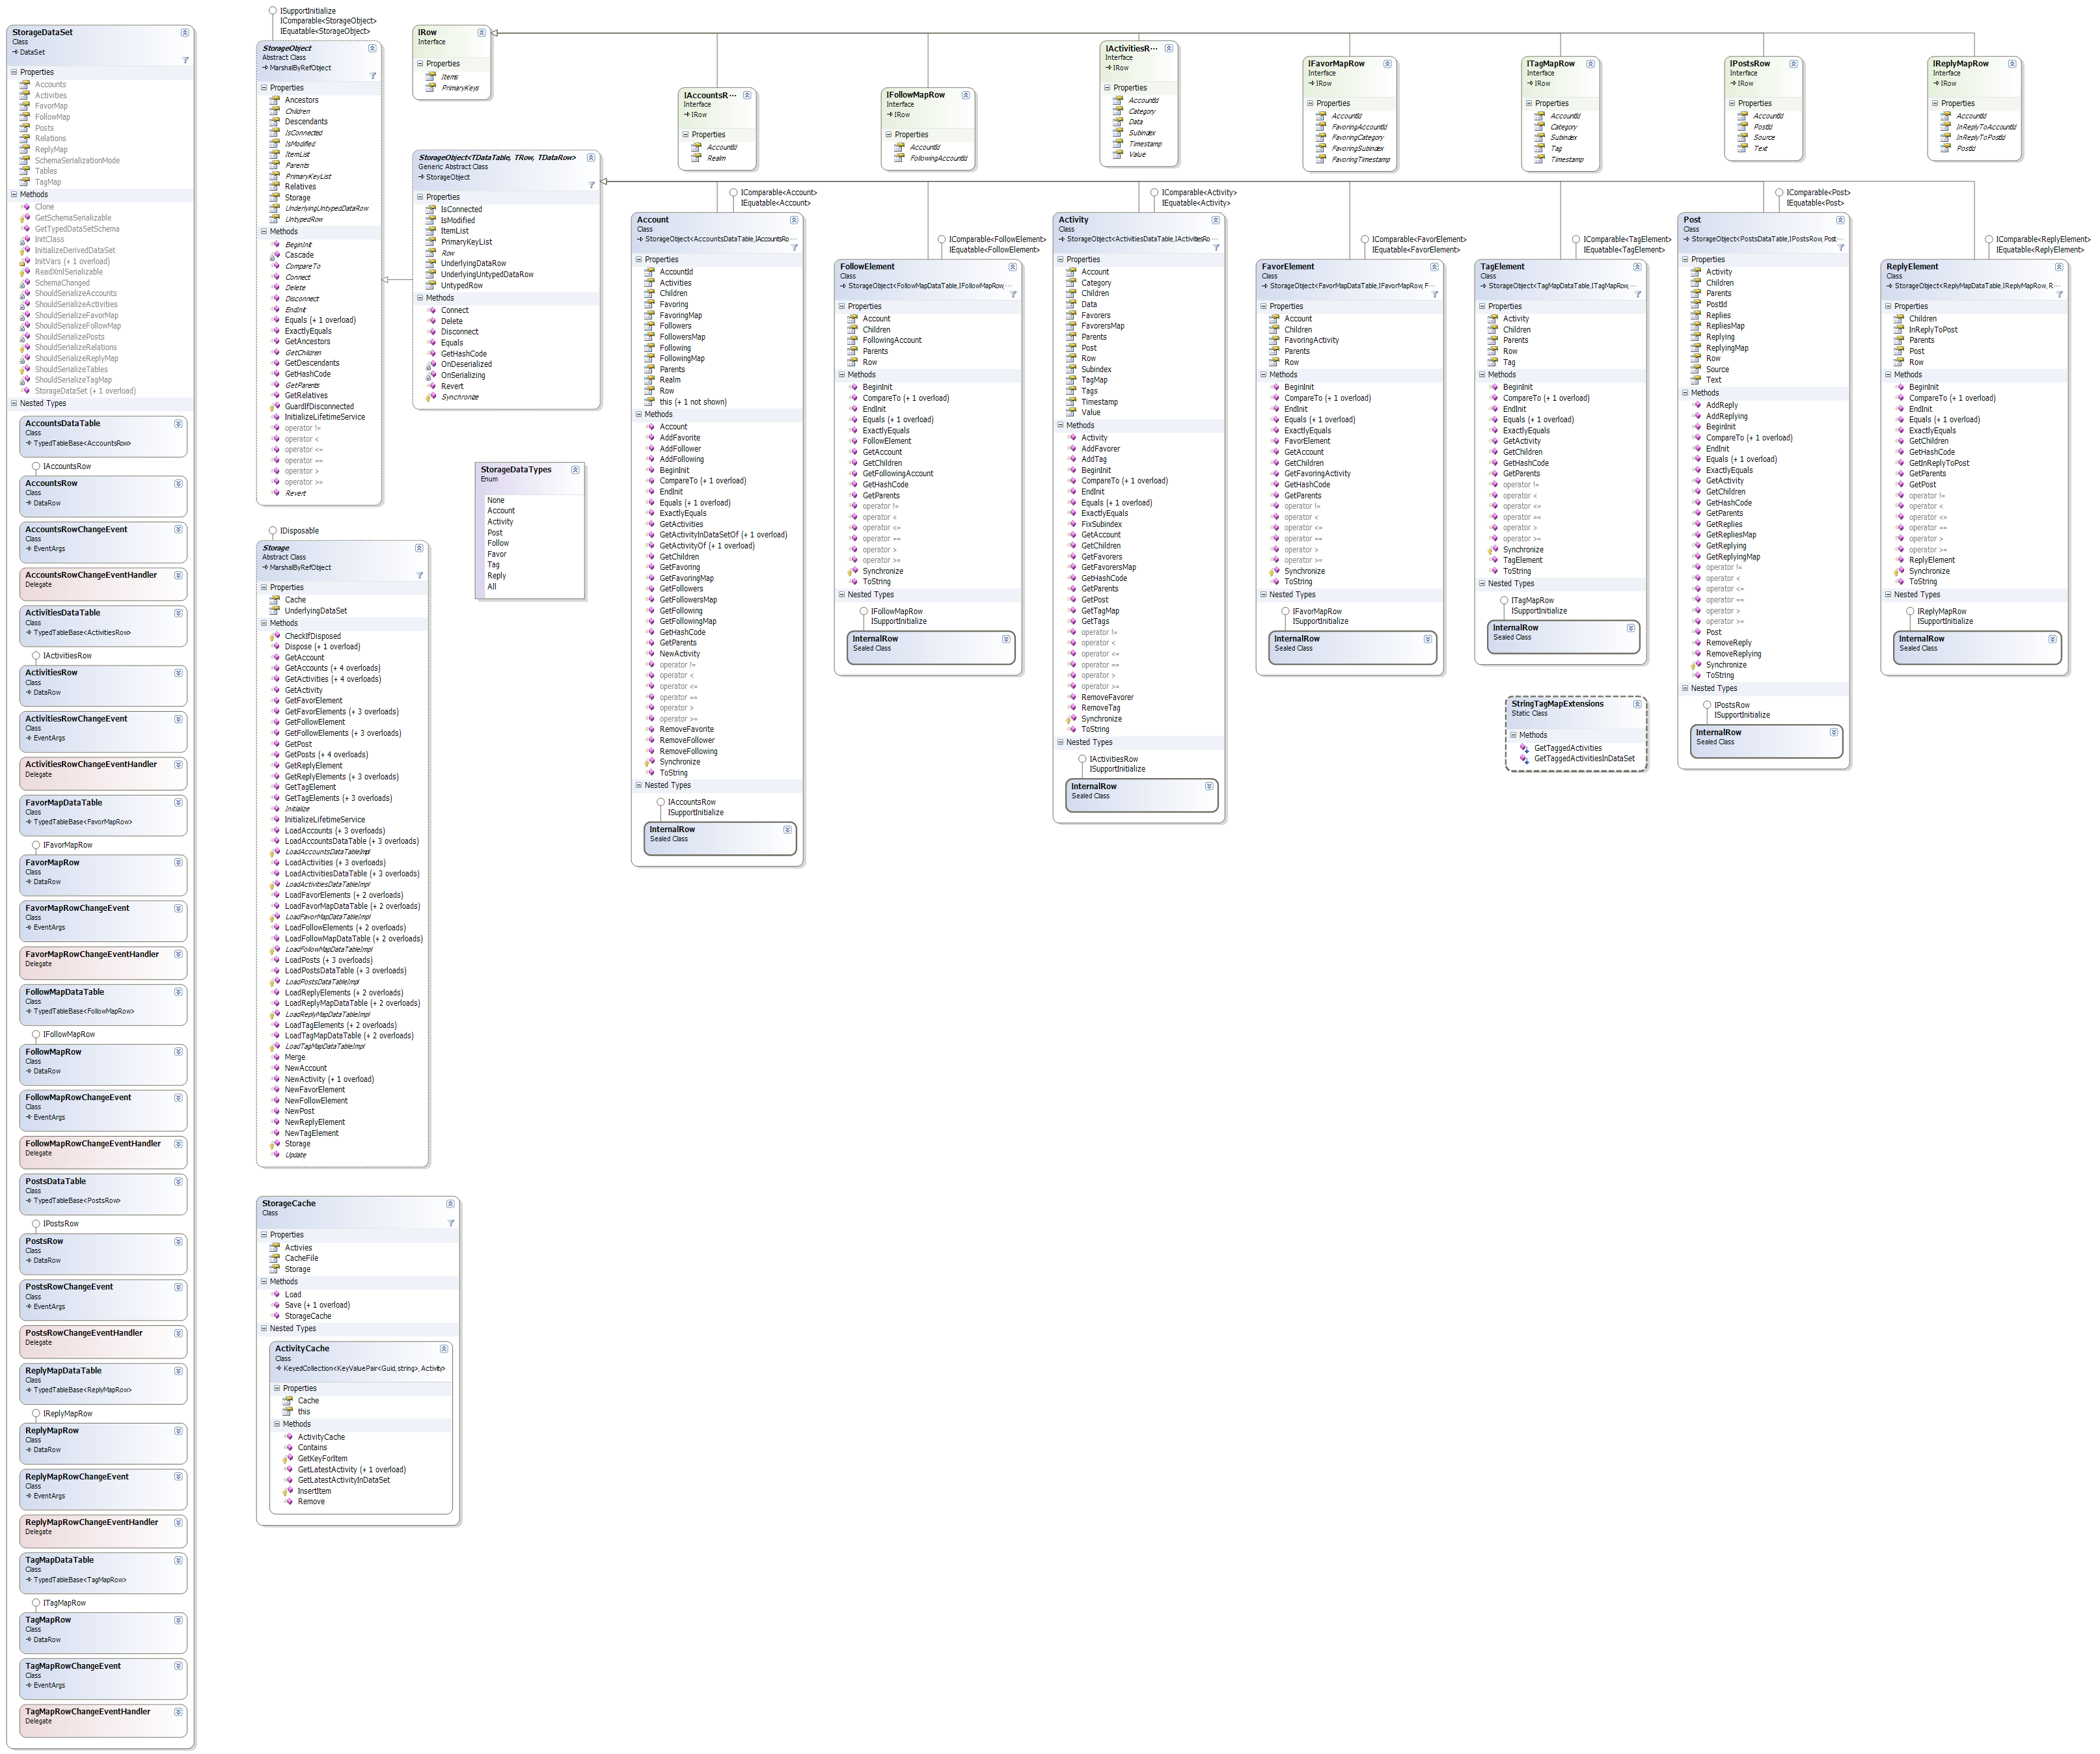 StorageDataSet
Class
DataSet
Properties
Accounts
Activities
FavorMap
FollowMap
Posts
Relations
ReplyMap
SchemaSerializationMode
Tables
TagMap
Methods
Clone
GetSchemaSerializable
GetTypedDataSetSchema
InitClass
InitializeDerivedDataSet
InitVars (+ 1 overload)
ReadXmlSerializable
SchemaChanged
ShouldSerializeAccounts
ShouldSerializeActivities
ShouldSerializeFavorMap
ShouldSerializeFollowMap
ShouldSerializePosts
ShouldSerializeRelations
ShouldSerializeReplyMap
ShouldSerializeTables
ShouldSerializeTagMap
StorageDataSet (+ 1 overload)
Nested Types
AccountsDataTable
Class
TypedTableBase<AccountsRow>
IAccountsRow
AccountsRow
Class
DataRow
AccountsRowChangeEvent
Class
EventArgs
AccountsRowChangeEventHandler
Delegate
ActivitiesDataTable
Class
TypedTableBase<ActivitiesRow>
IActivitiesRow
ActivitiesRow
Class
DataRow
ActivitiesRowChangeEvent
Class
EventArgs
ActivitiesRowChangeEventHandler
Delegate
FavorMapDataTable
Class
TypedTableBase<FavorMapRow>
IFavorMapRow
FavorMapRow
Class
DataRow
FavorMapRowChangeEvent
Class
EventArgs
FavorMapRowChangeEventHandler
Delegate
FollowMapDataTable
Class
TypedTableBase<FollowMapRow>
IFollowMapRow
FollowMapRow
Class
DataRow
FollowMapRowChangeEvent
Class
EventArgs
FollowMapRowChangeEventHandler
Delegate
PostsDataTable
Class
TypedTableBase<PostsRow>
IPostsRow
PostsRow
Class
DataRow
PostsRowChangeEvent
Class
EventArgs
PostsRowChangeEventHandler
Delegate
ReplyMapDataTable
Class
TypedTableBase<ReplyMapRow>
IReplyMapRow
ReplyMapRow
Class
DataRow
ReplyMapRowChangeEvent
Class
EventArgs
ReplyMapRowChangeEventHandler
Delegate
TagMapDataTable
Class
TypedTableBase<TagMapRow>
ITagMapRow
TagMapRow
Class
DataRow
TagMapRowChangeEvent
Class
EventArgs
TagMapRowChangeEventHandler
Delegate
ISupportInitialize
IComparable<StorageObject>
IEquatable<StorageObject>
StorageObject
Abstract Class
MarshalByRefObject
Properties
Ancestors
Children
Descendants
IsConnected
IsModified
ItemList
Parents
PrimaryKeyList
Relatives
Storage
UnderlyingUntypedDataRow
UntypedRow
Methods
BeginInit
Cascade
CompareTo
Connect
Delete
Disconnect
EndInit
Equals (+ 1 overload)
ExactlyEquals
GetAncestors
GetChildren
GetDescendants
GetHashCode
GetParents
GetRelatives
GuardIfDisconnected
InitializeLifetimeService
operator !=
operator <
operator <=
operator ==
operator >
operator >=
Revert
IDisposable
Storage
Abstract Class
MarshalByRefObject
Properties
Cache
UnderlyingDataSet
Methods
CheckIfDisposed
Dispose (+ 1 overload)
GetAccount
GetAccounts (+ 4 overloads)
GetActivities (+ 4 overloads)
GetActivity
GetFavorElement
GetFavorElements (+ 3 overloads)
GetFollowElement
GetFollowElements (+ 3 overloads)
GetPost
GetPosts (+ 4 overloads)
GetReplyElement
GetReplyElements (+ 3 overloads)
GetTagElement
GetTagElements (+ 3 overloads)
Initialize
InitializeLifetimeService
LoadAccounts (+ 3 overloads)
LoadAccountsDataTable (+ 3 overloads)
LoadAccountsDataTableImpl
LoadActivities (+ 3 overloads)
LoadActivitiesDataTable (+ 3 overloads)
LoadActivitiesDataTableImpl
LoadFavorElements (+ 2 overloads)
LoadFavorMapDataTable (+ 2 overloads)
LoadFavorMapDataTableImpl
LoadFollowElements (+ 2 overloads)
LoadFollowMapDataTable (+ 2 overloads)
LoadFollowMapDataTableImpl
LoadPosts (+ 3 overloads)
LoadPostsDataTable (+ 3 overloads)
LoadPostsDataTableImpl
LoadReplyElements (+ 2 overloads)
LoadReplyMapDataTable (+ 2 overloads)
LoadReplyMapDataTableImpl
LoadTagElements (+ 2 overloads)
LoadTagMapDataTable (+ 2 overloads)
LoadTagMapDataTableImpl
Merge
NewAccount
NewActivity (+ 1 overload)
NewFavorElement
NewFollowElement
NewPost
NewReplyElement
NewTagElement
Storage
Update
StorageCache
Class
Properties
Activies
CacheFile
Storage
Methods
Load
Save (+ 1 overload)
StorageCache
Nested Types
ActivityCache
Class
KeyedCollection<KeyValuePair<Guid, string>, Activity>
Properties
Cache
this
Methods
ActivityCache
Contains
GetKeyForItem
GetLatestActivity (+ 1 overload)
GetLatestActivityInDataSet
InsertItem
Remove
IRow
Interface
Properties
Items
PrimaryKeys
StorageObject<TDataTable, TRow, TDataRow>
Generic Abstract Class
StorageObject
Properties
IsConnected
IsModified
ItemList
PrimaryKeyList
Row
UnderlyingDataRow
UnderlyingUntypedDataRow
UntypedRow
Methods
Connect
Delete
Disconnect
Equals
GetHashCode
OnDeserialized
OnSerializing
Revert
Synchronize
StorageDataTypes
Enum
None
Account
Activity
Post
Follow
Favor
Tag
Reply
All
IAccountsR...
Interface
IRow
Properties
AccountId
Realm
IFollowMapRow
Interface
IRow
Properties
AccountId
FollowingAccountId
IActivitiesR...
Interface
IRow
Properties
AccountId
Category
Data
Subindex
Timestamp
Value
IFavorMapRow
Interface
IRow
Properties
AccountId
FavoringAccountId
FavoringCategory
FavoringSubindex
FavoringTimestamp
ITagMapRow
Interface
IRow
Properties
AccountId
Category
Subindex
Tag
Timestamp
IPostsRow
Interface
IRow
Properties
AccountId
PostId
Source
Text
IReplyMapRow
Interface
IRow
Properties
AccountId
InReplyToAccountId
InReplyToPostId
PostId
IComparable<Account>
IEquatable<Account>
Account
Class
StorageObject<AccountsDataTable,IAccountsRo ...
Properties
AccountId
Activities
Children
Favoring
FavoringMap
Followers
FollowersMap
Following
FollowingMap
Parents
Realm
Row
this (+ 1 not shown)
Methods
Account
AddFavorite
AddFollower
AddFollowing
BeginInit
CompareTo (+ 1 overload)
EndInit
Equals (+ 1 overload)
ExactlyEquals
GetActivities
GetActivityInDataSetOf (+ 1 overload)
GetActivityOf (+ 1 overload)
GetChildren
GetFavoring
GetFavoringMap
GetFollowers
GetFollowersMap
GetFollowing
GetFollowingMap
GetHashCode
GetParents
NewActivity
operator !=
operator <
operator <=
operator ==
operator >
operator >=
RemoveFavorite
RemoveFollower
RemoveFollowing
Synchronize
ToString
Nested Types
IAccountsRow
ISupportInitialize
InternalRow
Sealed Class
IComparable<FollowElement>
IEquatable<FollowElement>
FollowElement
Class
StorageObject<FollowMapDataTable,IFollowMapRow, ...
Properties
Account
Children
FollowingAccount
Parents
Row
Methods
BeginInit
CompareTo (+ 1 overload)
EndInit
Equals (+ 1 overload)
ExactlyEquals
FollowElement
GetAccount
GetChildren
GetFollowingAccount
GetHashCode
GetParents
operator !=
operator <
operator <=
operator ==
operator >
operator >=
Synchronize
ToString
Nested Types
IFollowMapRow
ISupportInitialize
InternalRow
Sealed Class
IComparable<Activity>
IEquatable<Activity>
Activity
Class
StorageObject<ActivitiesDataTable,IActivitiesRo ...
Properties
Account
Category
Children
Data
Favorers
FavorersMap
Parents
Post
Row
Subindex
TagMap
Tags
Timestamp
Value
Methods
Activity
AddFavorer
AddTag
BeginInit
CompareTo (+ 1 overload)
EndInit
Equals (+ 1 overload)
ExactlyEquals
FixSubindex
GetAccount
GetChildren
GetFavorers
GetFavorersMap
GetHashCode
GetParents
GetPost
GetTagMap
GetTags
operator !=
operator <
operator <=
operator ==
operator >
operator >=
RemoveFavorer
RemoveTag
Synchronize
ToString
Nested Types
IActivitiesRow
ISupportInitialize
InternalRow
Sealed Class
IComparable<FavorElement>
IEquatable<FavorElement>
FavorElement
Class
StorageObject<FavorMapDataTable,IFavorMapRow, F...
Properties
Account
Children
FavoringActivity
Parents
Row
Methods
BeginInit
CompareTo (+ 1 overload)
EndInit
Equals (+ 1 overload)
ExactlyEquals
FavorElement
GetAccount
GetChildren
GetFavoringActivity
GetHashCode
GetParents
operator !=
operator <
operator <=
operator ==
operator >
operator >=
Synchronize
ToString
Nested Types
IFavorMapRow
ISupportInitialize
InternalRow
Sealed Class
IComparable<TagElement>
IEquatable<TagElement>
TagElement
Class
StorageObject<TagMapDataTable,ITagMapRow, ...
Properties
Activity
Children
Parents
Row
Tag
Methods
BeginInit
CompareTo (+ 1 overload)
EndInit
Equals (+ 1 overload)
ExactlyEquals
GetActivity
GetChildren
GetHashCode
GetParents
operator !=
operator <
operator <=
operator ==
operator >
operator >=
Synchronize
TagElement
ToString
Nested Types
ITagMapRow
ISupportInitialize
InternalRow
Sealed Class
StringTagMapExtensions
Static Class
Methods
GetTaggedActivities
GetTaggedActivitiesInDataSet
IComparable<Post>
IEquatable<Post>
Post
Class
StorageObject<PostsDataTable,IPostsRow, Post...
Properties
Activity
Children
Parents
PostId
Replies
RepliesMap
Replying
ReplyingMap
Row
Source
Text
Methods
AddReply
AddReplying
BeginInit
CompareTo (+ 1 overload)
EndInit
Equals (+ 1 overload)
ExactlyEquals
GetActivity
GetChildren
GetHashCode
GetParents
GetReplies
GetRepliesMap
GetReplying
GetReplyingMap
operator !=
operator <
operator <=
operator ==
operator >
operator >=
Post
RemoveReply
RemoveReplying
Synchronize
ToString
Nested Types
IPostsRow
ISupportInitialize
InternalRow
Sealed Class
IComparable<ReplyElement>
IEquatable<ReplyElement>
ReplyElement
Class
StorageObject<ReplyMapDataTable,IReplyMapRow, R...
Properties
Children
InReplyToPost
Parents
Post
Row
Methods
BeginInit
CompareTo (+ 1 overload)
EndInit
Equals (+ 1 overload)
ExactlyEquals
GetChildren
GetHashCode
GetInReplyToPost
GetParents
GetPost
operator !=
operator <
operator <=
operator ==
operator >
operator >=
ReplyElement
Synchronize
ToString
Nested Types
IReplyMapRow
ISupportInitialize
InternalRow
Sealed Class